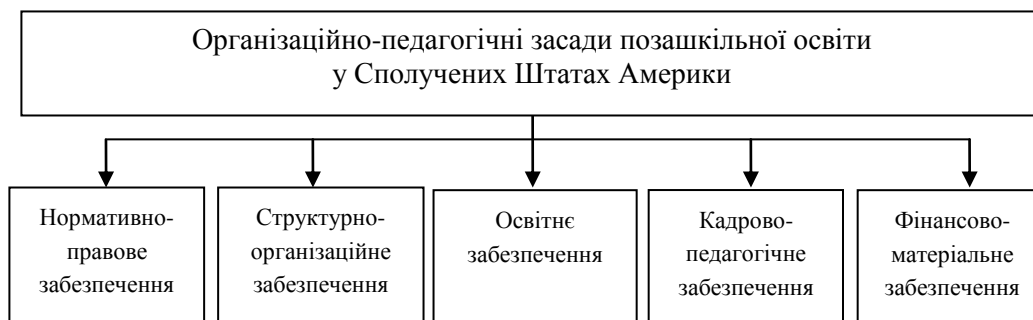 Організаційно-педагогічні засади позашкільної освіти
у Сполучених Штатах Америки
Нормативно-
правове
забезпечення
Структурно-
організаційне
забезпечення
Освітнє
забезпечення
Кадрово-
педагогічне
забезпечення
Фінансово-
матеріальне
забезпечення